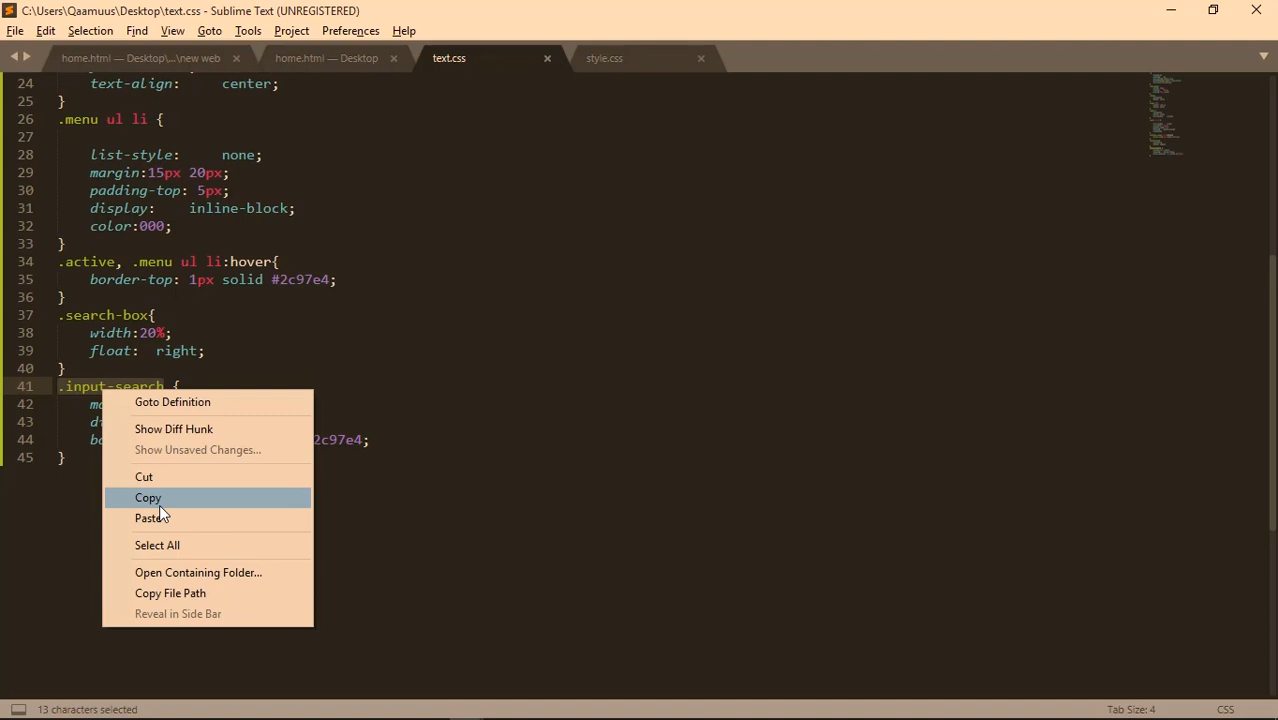 C:\Users\Qaamuus\Desktop\text.css - Sublime Text (UNREGISTERED)
File Edit Selection Find View Goto Tools Project Preferences Help
home.html — Desktop\...\new web home.html — Desktop text.css style.css
24 text-align: center;
25 }
26 .menu ul li {
27
28 list-style: none;
29 margin:15px 20px;
30 padding-top: 5px;
31 display: inline-block;
32 color:000;
33 }
34 .active, .menu ul li:hover{
35 border-top: 1px solid #2c97e4;
36 }
37 .search-box{
38 width:20%;
39 float: right;
40 }
41 .input-search {
42
43
44 2c97e4;
45 }
Goto Definition
Show Diff Hunk
Show Unsaved Changes...
Cut
Copy
Paste
Select All
Open Containing Folder...
Copy File Path
Reveal in Side Bar
13 characters selected Tab Size: 4 CSS